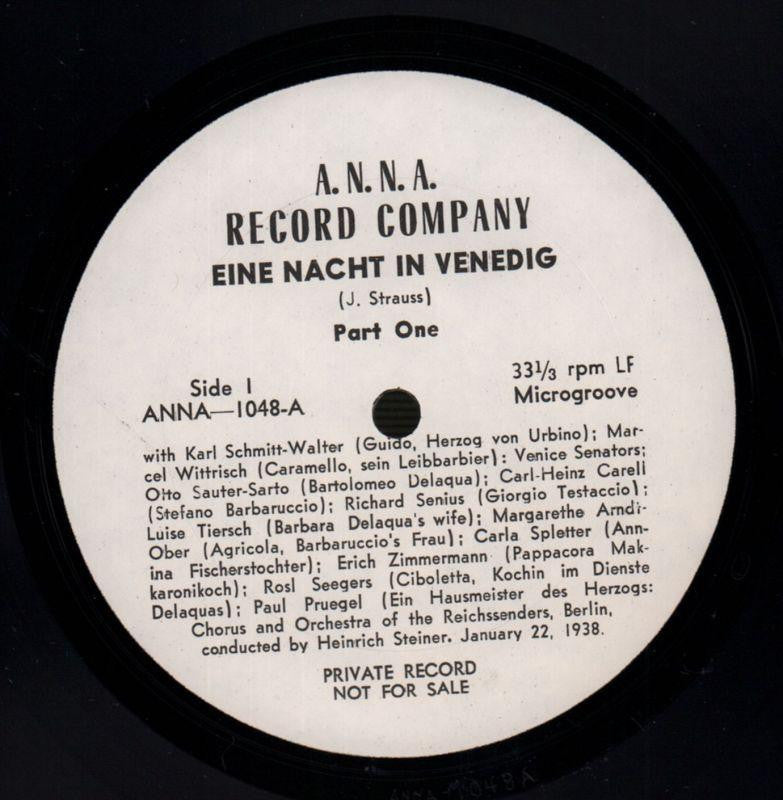 A.N.N.A.
RECORD COMPANY
EINE NACHT IN VENEDIG
(J. Strauss)
Part One
Side 1
ANNA—1048-A
33⅓ rpm LP
Microgroove
with Karl Schmitt-Walter (Guido, Herzog von Urbino); Mar-
cel Wittrisch (Caramello, sein Leibbarbier); Venice Senators;
Otto Sauter-Sarto (Bartolomeo Delaqua); Carl-Heinz Carell
(Stefano Barbaruccio); Richard Senius (Giorgio Testaccio);
Luise Tiersch (Barbara Delaqua's wife); Margarethe Arndt-
Ober (Agricola, Barbaruccio's Frau); Carla Spletter (Ann-
ina Fischerstochter); Erich Zimmermann (Pappacora Mak-
karonikoch); Rosl Seegers (Ciboletta, Kochin im Dienste
Delaquas); Paul Pruegel (Ein Hausmeister des Herzogs:
Chorus and Orchestra of the Reichssenders, Berlin,
conducted by Heinrich Steiner. January 22, 1938.
PRIVATE RECORD
NOT FOR SALE